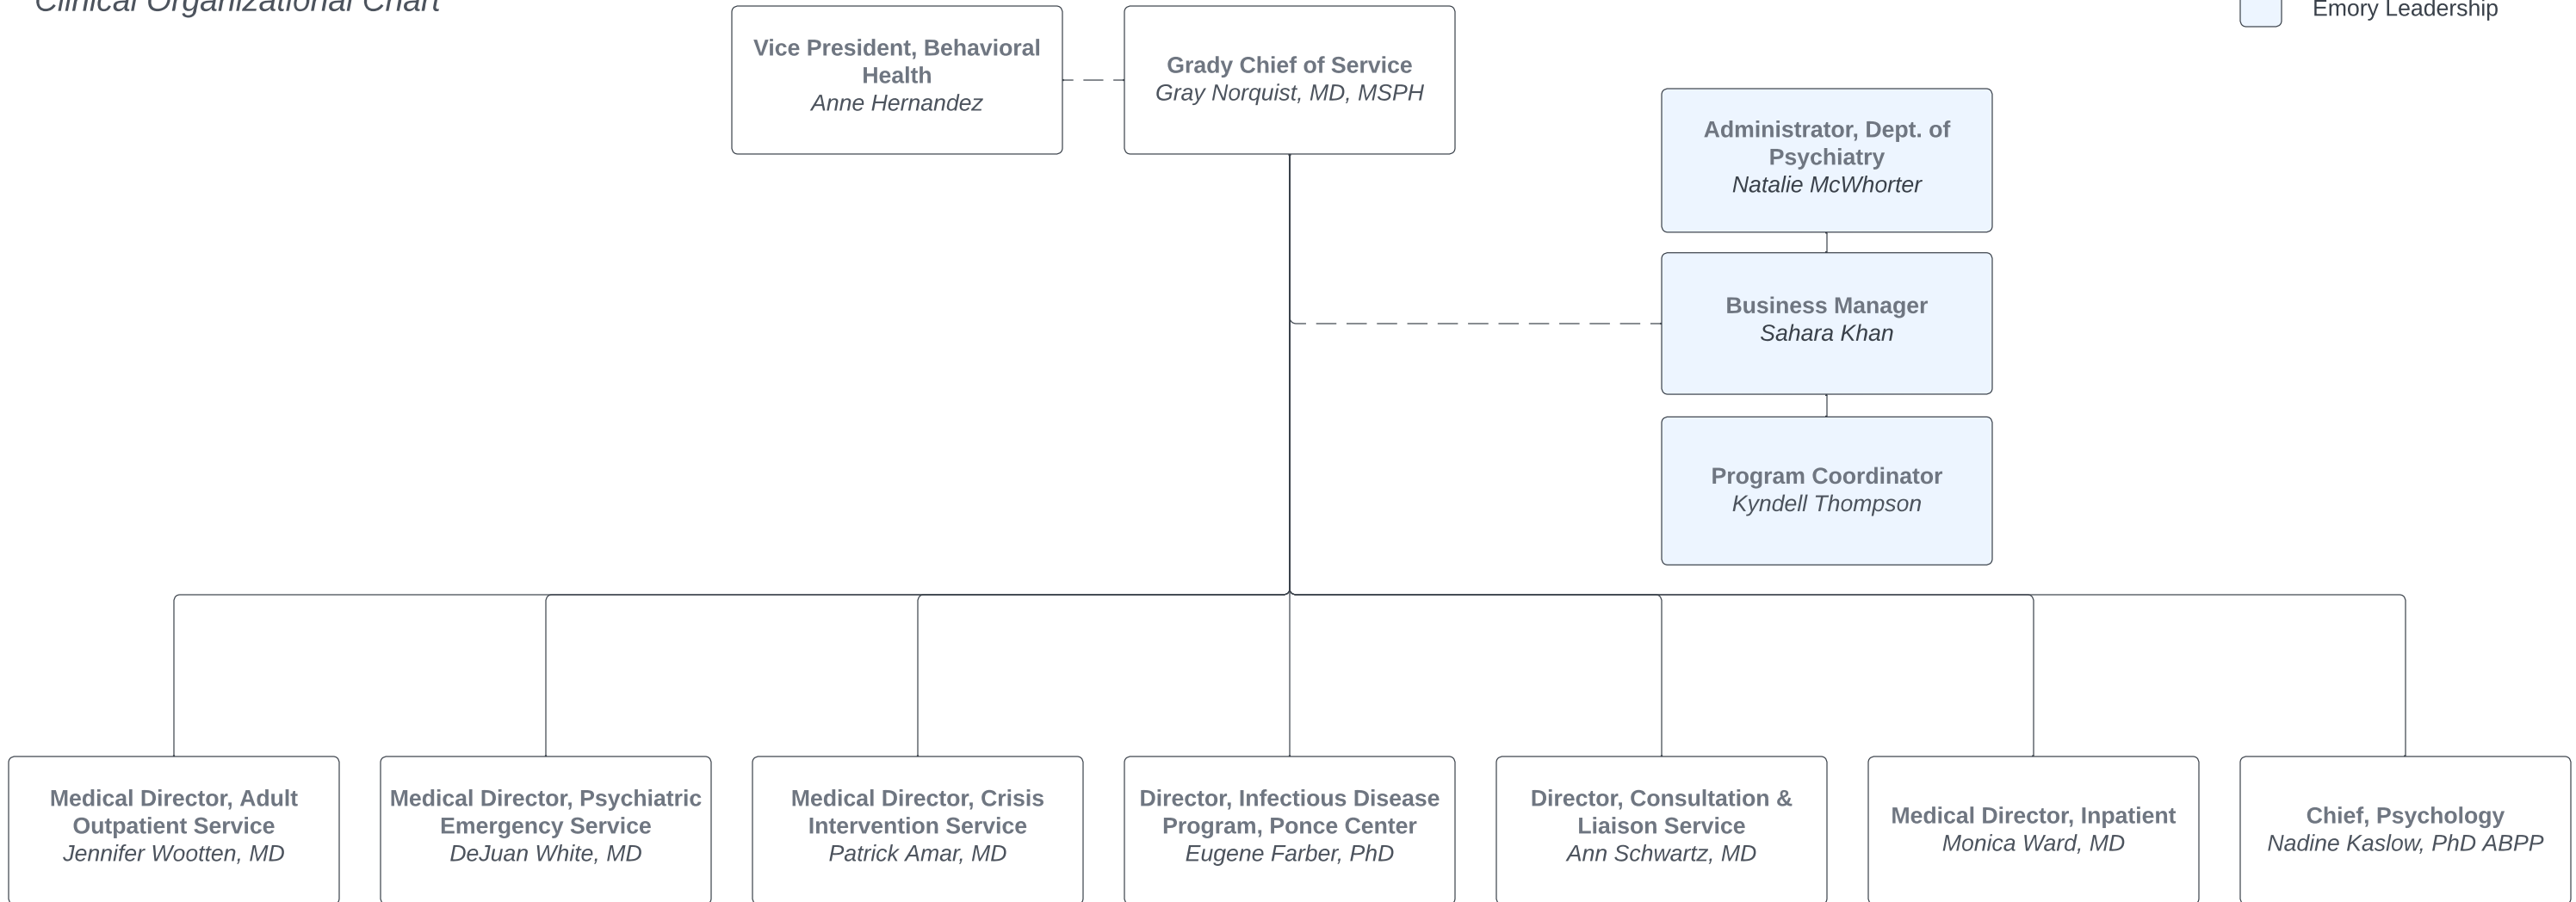 Clinical Organizational Chart
Emory Leadership
Vice President, Behavioral
Health
Anne Hernandez
Grady Chief of Service
Gray Norquist, MD, MSPH
Administrator, Dept. of
Psychiatry
Natalie McWhorter
Business Manager
Sahara Khan
Program Coordinator
Kyndell Thompson
Medical Director, Adult
Outpatient Service
Jennifer Wootten, MD
Medical Director, Psychiatric
Emergency Service
DeJuan White, MD
Medical Director, Crisis
Intervention Service
Patrick Amar, MD
Director, Infectious Disease
Program, Ponce Center
Eugene Farber, PhD
Director, Consultation &
Liaison Service
Ann Schwartz, MD
Medical Director, Inpatient
Monica Ward, MD
Chief, Psychology
Nadine Kaslow, PhD ABPP